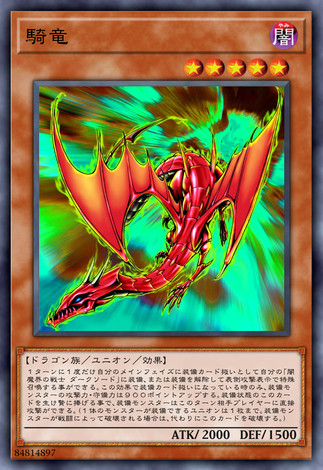 騎竜
闇
やみ
【ドラゴン族／ユニオン／効果】
１ターンに１度だけ自分のメインフェイズに装備カード扱いとして自分の「闇
魔界の戦士 ダークソード」に装備、または装備を解除して表側攻撃表示で特殊
召喚する事ができる。この効果で装備カード扱いになっている時のみ、装備モ
ンスターの攻撃力・守備力は９００ポイントアップする。装備状態のこのカー
ドを生け贄に捧げる事で、装備モンスターはこのターン相手プレイヤーに直接
攻撃ができる。（１体のモンスターが装備できるユニオンは１枚まで。装備モン
スターが戦闘によって破壊される場合は、代わりにこのカードを破壊する。）
ATK/ 2000 DEF/1500
84814897